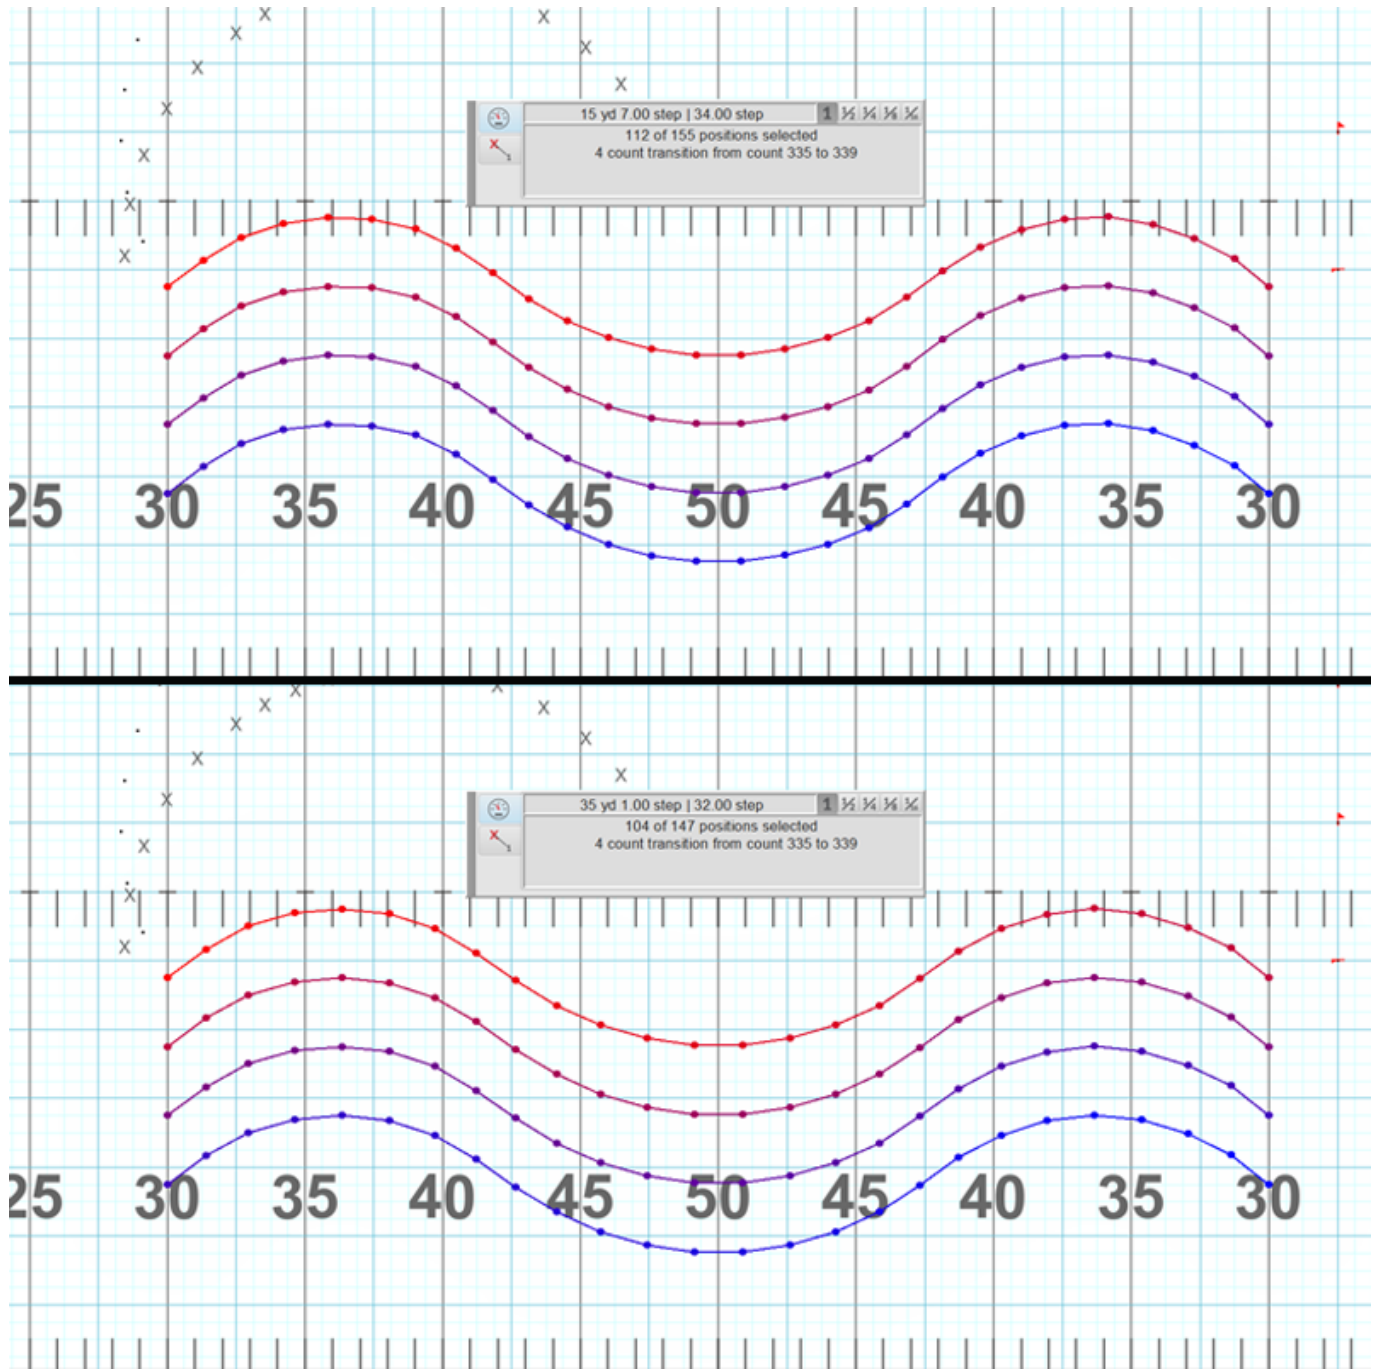 15 yd 7.00 step | 34.00 step 1 ½ ¼ ⅛
112 of 155 positions selected
4 count transition from count 335 to 339
25 30 35 40 45 50 45 40 35 30
35 yd 1.00 step | 32.00 step 1 ½ ¼ ⅛
104 of 147 positions selected
4 count transition from count 335 to 339
25 30 35 40 45 50 45 40 35 30